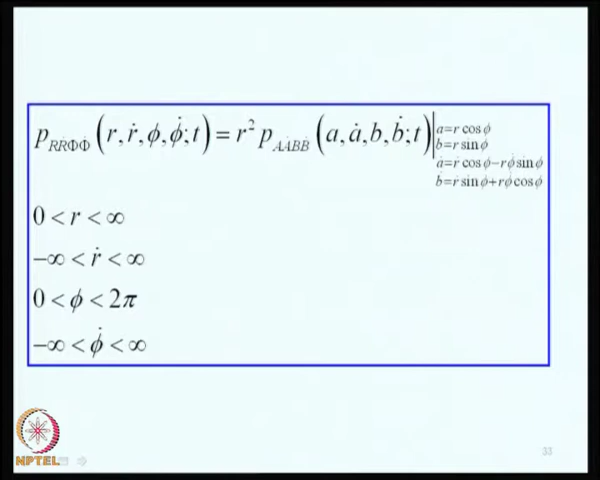 p_{RṘΦΦ̇}(r, ṙ, φ, φ̇; t) = r² p_{AȦBḂ}(a, ȧ, b, ḃ; t)|
a=r cos φ
b=r sin φ
ȧ=ṙ cos φ−rφ̇ sin φ
ḃ=ṙ sin φ+rφ̇ cos φ
0 < r < ∞
−∞ < ṙ < ∞
0 < φ < 2π
−∞ < φ̇ < ∞
NPTEL
33